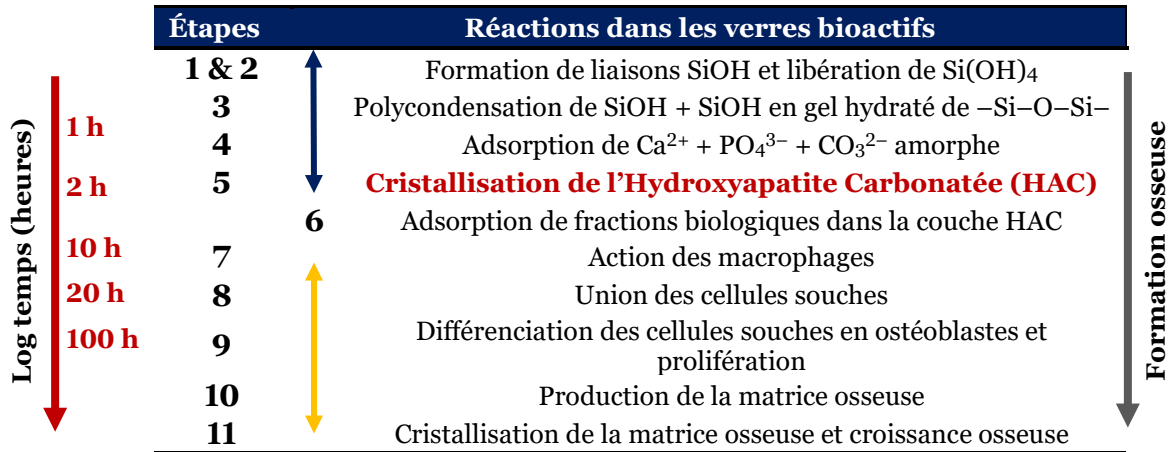 Étapes Réactions dans les verres bioactifs
1 & 2 Formation de liaisons SiOH et libération de Si(OH)₄
3 Polycondensation de SiOH + SiOH en gel hydraté de –Si–O–Si–
4 Adsorption de Ca²⁺ + PO₄³⁻ + CO₃²⁻ amorphe
5 Cristallisation de l’Hydroxyapatite Carbonatée (HAC)
6 Adsorption de fractions biologiques dans la couche HAC
7 Action des macrophages
8 Union des cellules souches
9 Différenciation des cellules souches en ostéoblastes et
prolifération
10 Production de la matrice osseuse
11 Cristallisation de la matrice osseuse et croissance osseuse
Log temps (heures)
1 h
2 h
10 h
20 h
100 h
Formation osseuse